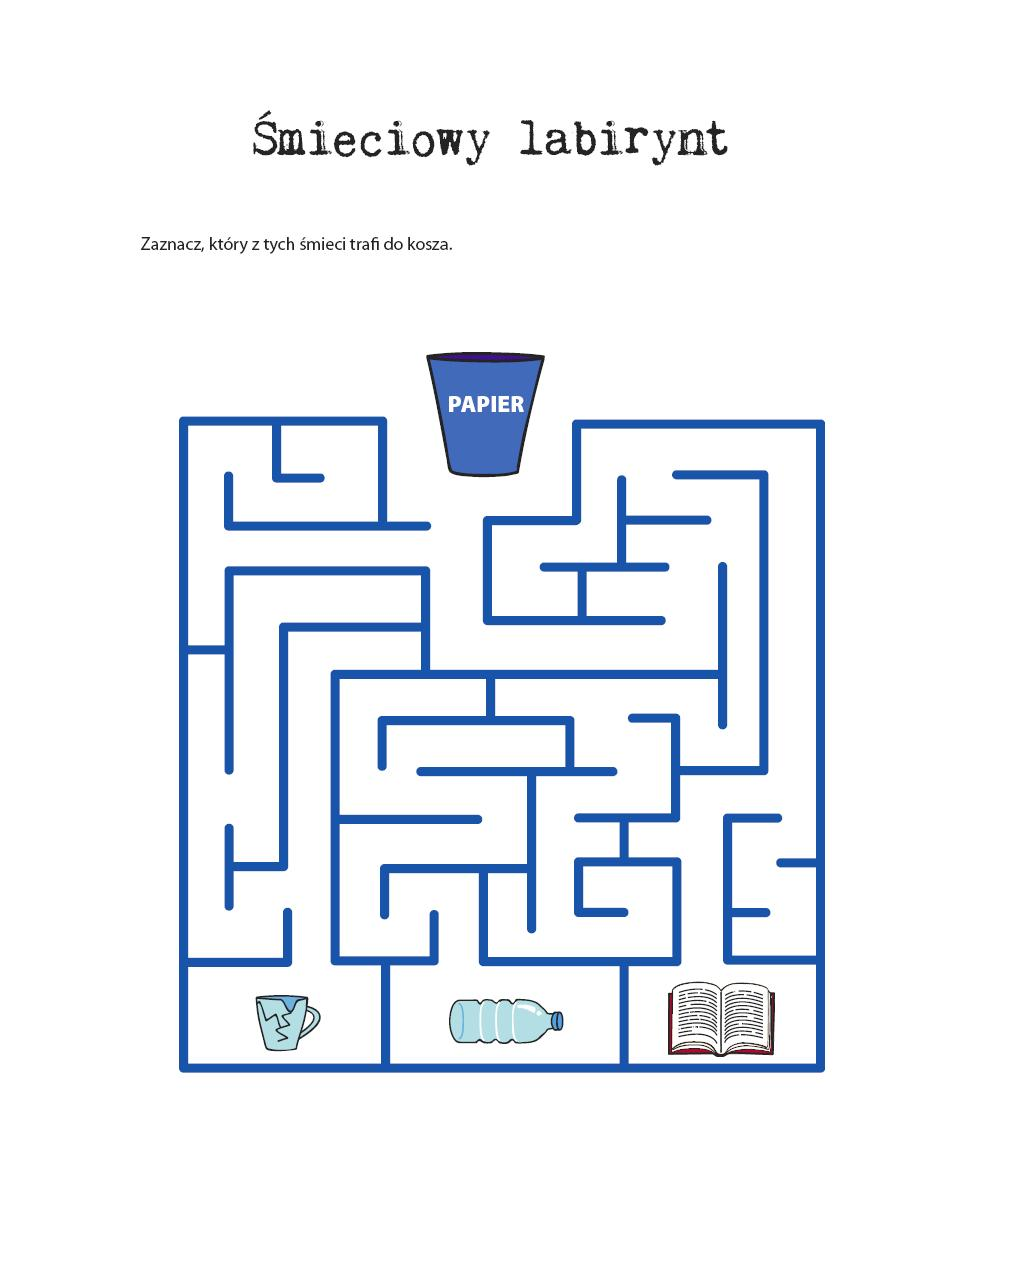 Śmieciowy labirynt
Zaznacz, który z tych śmieci trafi do kosza.
PAPIER